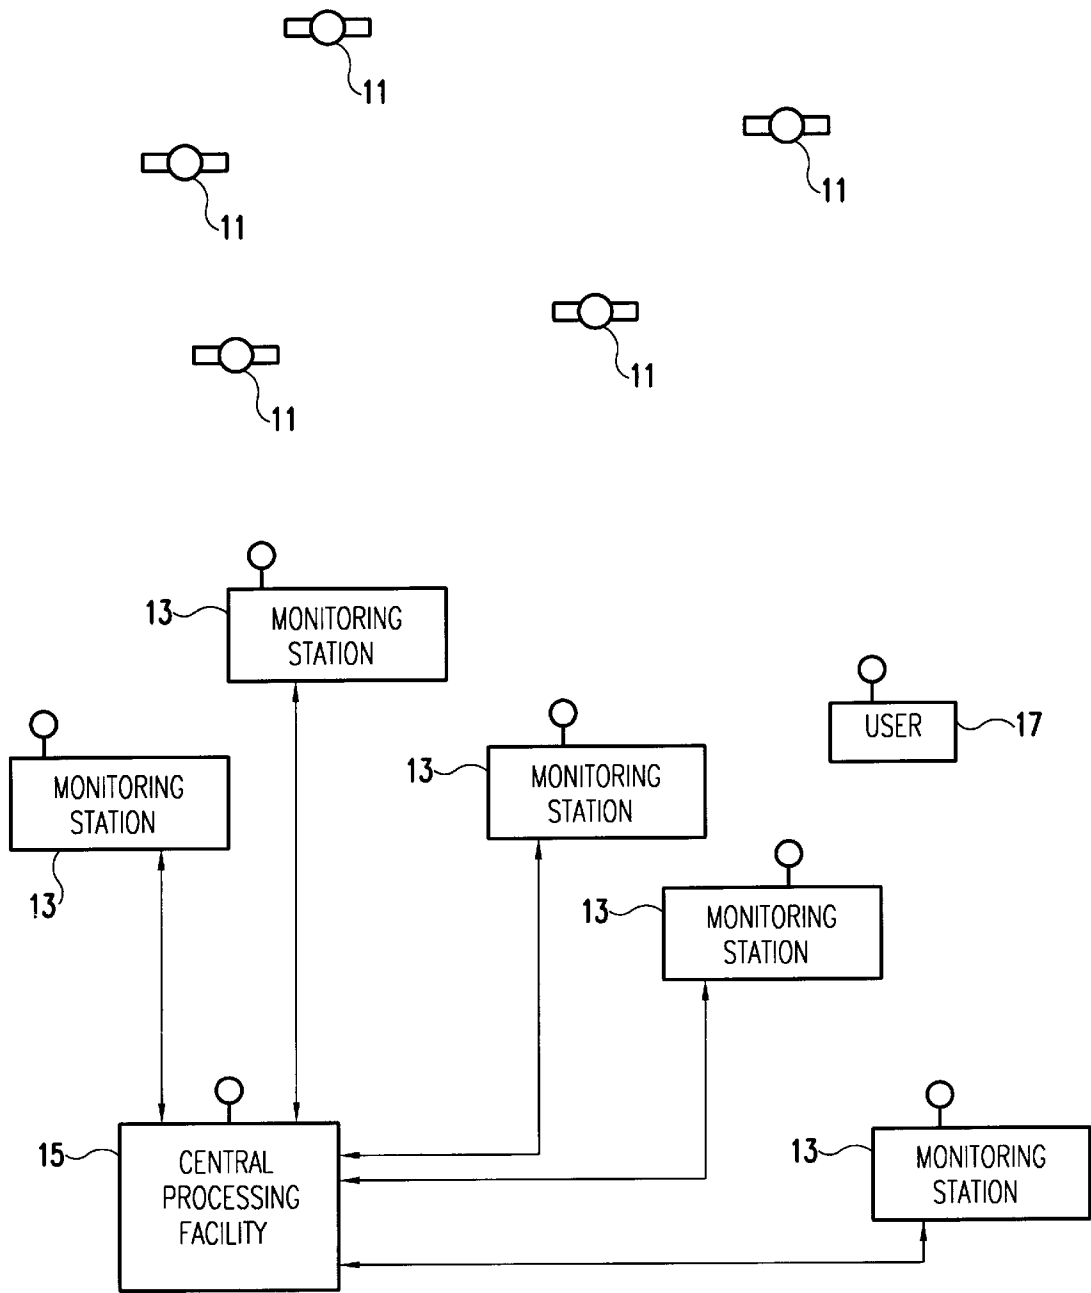 11
11
11
11
11
13
MONITORING
STATION
USER
17
13
MONITORING
STATION
MONITORING
STATION
13
13
MONITORING
STATION
15
CENTRAL
PROCESSING
FACILITY
13
MONITORING
STATION